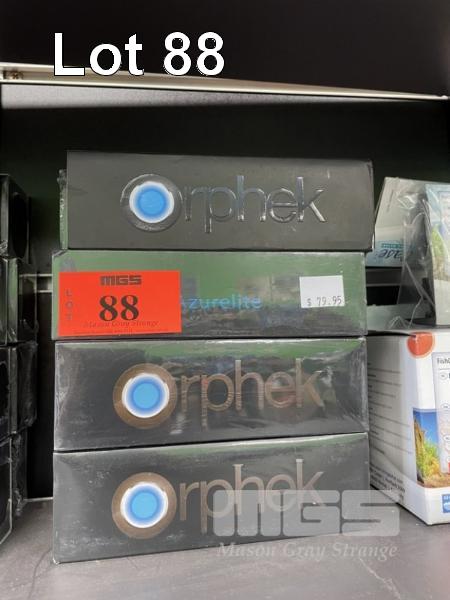 Lot 88
Orphek
MGS
LOT
88
Mason Gray Strange
Azurelite
$ 79.95
Orphek
Orphek
MGS
Mason Gray Strange